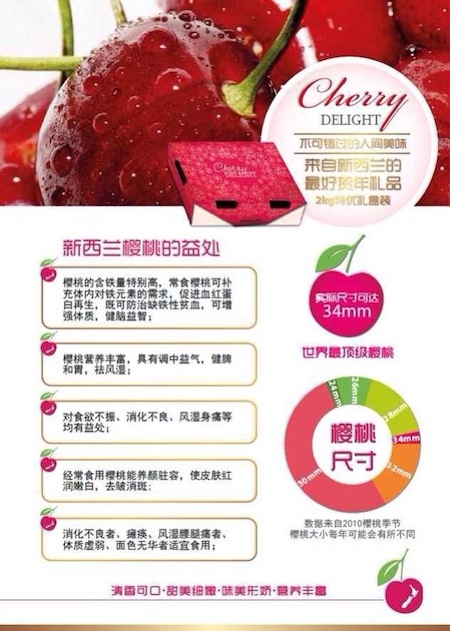 Cherry
DELIGHT
不可错过的人间美味
来自新西兰的
最好贺年礼品
2kg特优礼盒装
Cherry
DELIGHT
新西兰樱桃的益处
樱桃的含铁量特别高，常食樱桃可补
充体内对铁元素的需求，促进血红蛋
白再生，既可防治缺铁性贫血，可增
强体质，健脑益智；
樱桃营养丰富，具有调中益气，健脾
和胃，祛风湿；
对食欲不振、消化不良、风湿身痛等
均有益处；
经常食用樱桃能养颜驻容，使皮肤红
润嫩白，去皱消斑；
消化不良者、瘫痪、风湿腰腿痛者、
体质虚弱、面色无华者适宜食用；
实际尺寸可达
34mm
世界最顶级樱桃
24mm
26mm
28mm
34mm
32mm
30mm
樱桃
尺寸
数据来自2010樱桃季节
樱桃大小每年可能会有所不同
清香可口·甜美细嫩·味美形娇·营养丰富